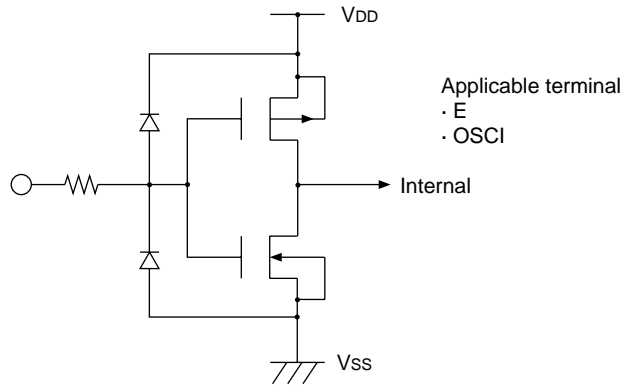 VDD
Applicable terminal
· E
· OSCI
Internal
VSS